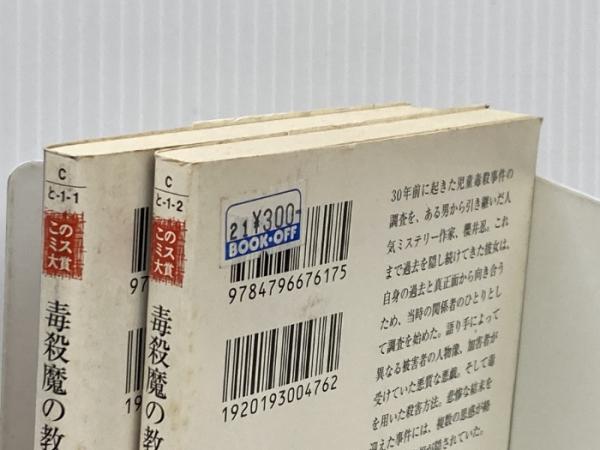 C
と-1-1
このミス大賞
毒殺魔の教
C
と-1-2
このミス大賞
毒殺魔の教
21¥300-
BOOK・OFF
97
9784796676175
19
1920193004762
30年前に起きた児童毒殺事件の
調査を、ある男から引き継いだ人
気ミステリー作家、櫻井忍。これ
まで過去を隠し続けてきた彼女は、
自身の過去と真正面から向き合う
ため、当時の関係者のひとりとし
て調査を始めた。語り手によって
異なる被害者の人物像、加害者が
受けていた悪質な悪戯。そして毒
を用いた殺害方法。悲惨な結末を
迎えた事件には、複数の思惑が絡
が隠されていた。